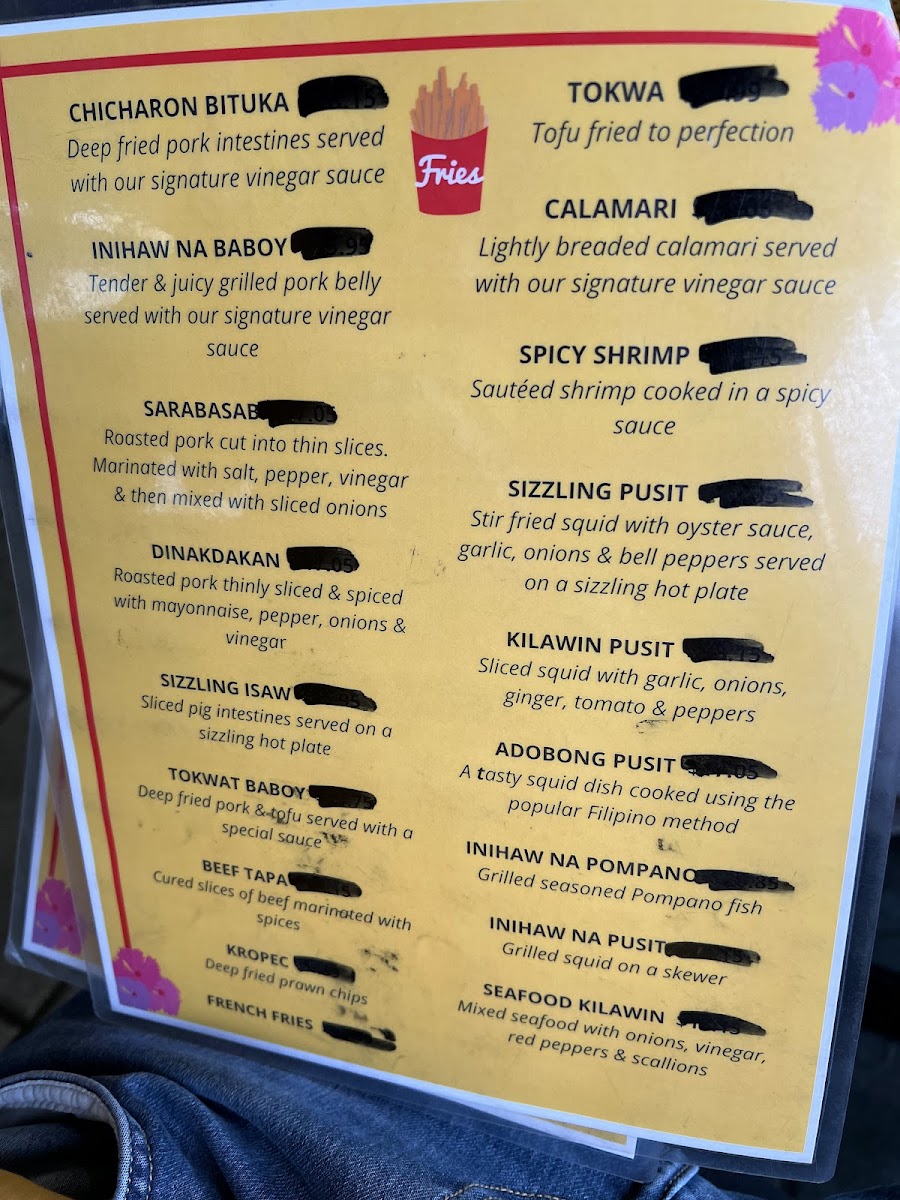 CHICHARON BITUKA
Deep fried pork intestines served
with our signature vinegar sauce
INIHAW NA BABOY
Tender & juicy grilled pork belly
served with our signature vinegar
sauce
SARABASAB
Roasted pork cut into thin slices.
Marinated with salt, pepper, vinegar
& then mixed with sliced onions
DINAKDAKAN
Roasted pork thinly sliced & spiced
with mayonnaise, pepper, onions &
vinegar
SIZZLING ISAW
Sliced pig intestines served on a
sizzling hot plate
TOKWAT BABOY
Deep fried pork & tofu served with a
special sauce
BEEF TAPA
Cured slices of beef marinated with
spices
KROPEC
Deep fried prawn chips
FRENCH FRIES
Fries
TOKWA
Tofu fried to perfection
CALAMARI
Lightly breaded calamari served
with our signature vinegar sauce
SPICY SHRIMP
Sautéed shrimp cooked in a spicy
sauce
SIZZLING PUSIT
Stir fried squid with oyster sauce,
garlic, onions & bell peppers served
on a sizzling hot plate
KILAWIN PUSIT
Sliced squid with garlic, onions,
ginger, tomato & peppers
ADOBONG PUSIT
A tasty squid dish cooked using the
popular Filipino method
INIHAW NA POMPANO
Grilled seasoned Pompano fish
INIHAW NA PUSIT
Grilled squid on a skewer
SEAFOOD KILAWIN
Mixed seafood with onions, vinegar,
red peppers & scallions